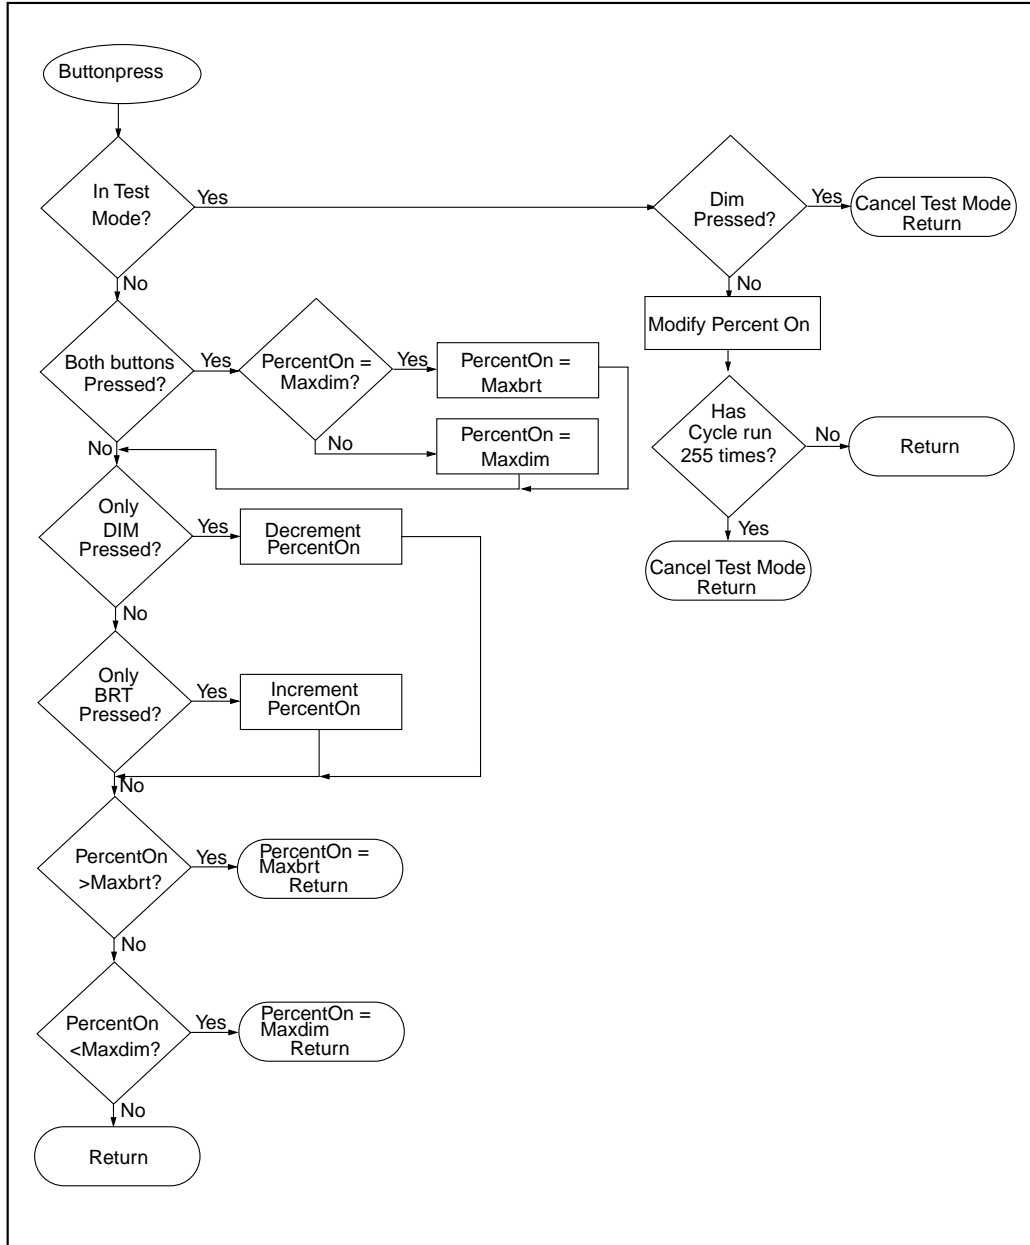 Buttonpress
In Test
Mode?
Yes
Dim
Pressed?
Yes
Cancel Test Mode
Return
No
No
Modify Percent On
Both buttons
Pressed?
Yes
PercentOn =
Maxdim?
Yes
PercentOn =
Maxbrt
No
No
PercentOn =
Maxdim
Has
Cycle run
255 times?
No
Return
Yes
Cancel Test Mode
Return
Only
DIM
Pressed?
Yes
Decrement
PercentOn
No
Only
BRT
Pressed?
Yes
Increment
PercentOn
No
PercentOn
>Maxbrt?
Yes
PercentOn =
Maxbrt
Return
No
PercentOn
<Maxdim?
Yes
PercentOn =
Maxdim
Return
No
Return